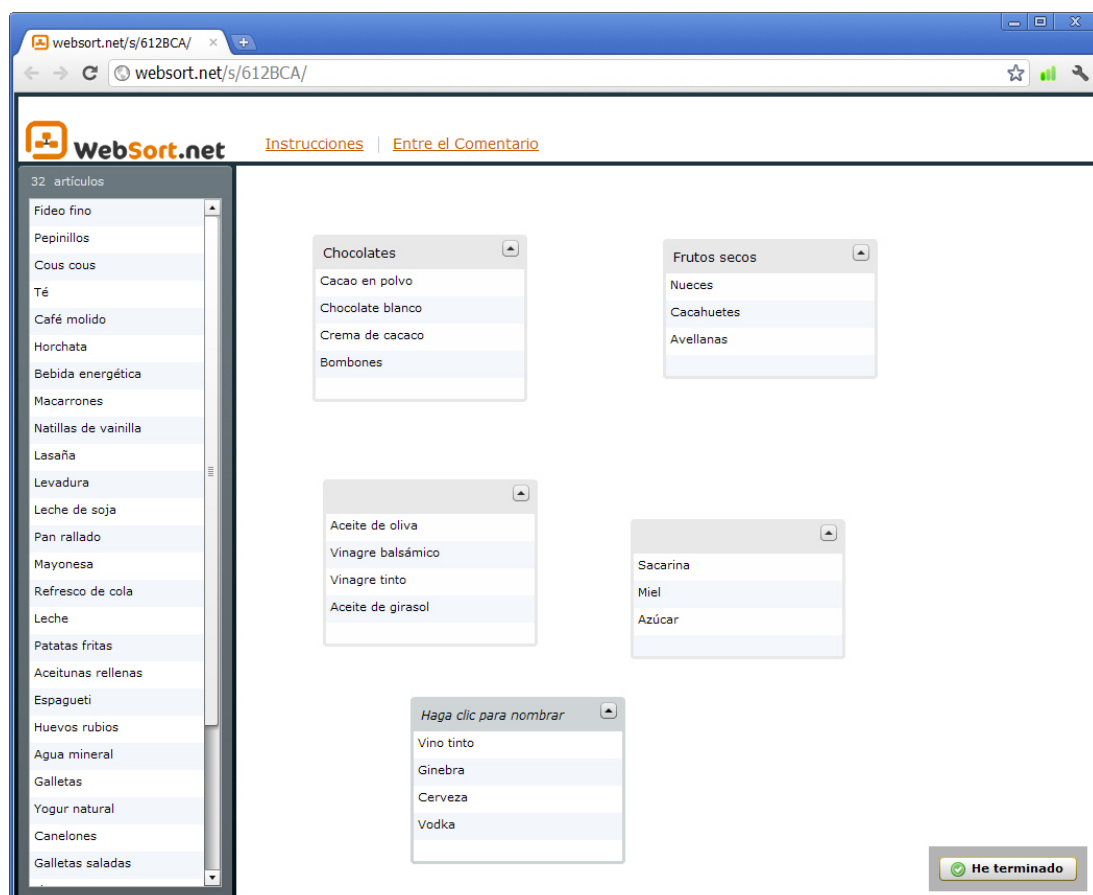 websort.net/s/612BCA/
websort.net/s/612BCA/
WebSort.net
Instrucciones
Entre el Comentario
32 artículos
Fideo fino
Pepinillos
Cous cous
Té
Café molido
Horchata
Bebida energética
Macarrones
Natillas de vainilla
Lasaña
Levadura
Leche de soja
Pan rallado
Mayonesa
Refresco de cola
Leche
Patatas fritas
Aceitunas rellenas
Espagueti
Huevos rubios
Agua mineral
Galletas
Yogur natural
Canelones
Galletas saladas
Chocolates
Cacao en polvo
Chocolate blanco
Crema de cacaco
Bombones
Frutos secos
Nueces
Cacahuetes
Avellanas
Aceite de oliva
Vinagre balsámico
Vinagre tinto
Aceite de girasol
Sacarina
Miel
Azúcar
Haga clic para nombrar
Vino tinto
Ginebra
Cerveza
Vodka
He terminado